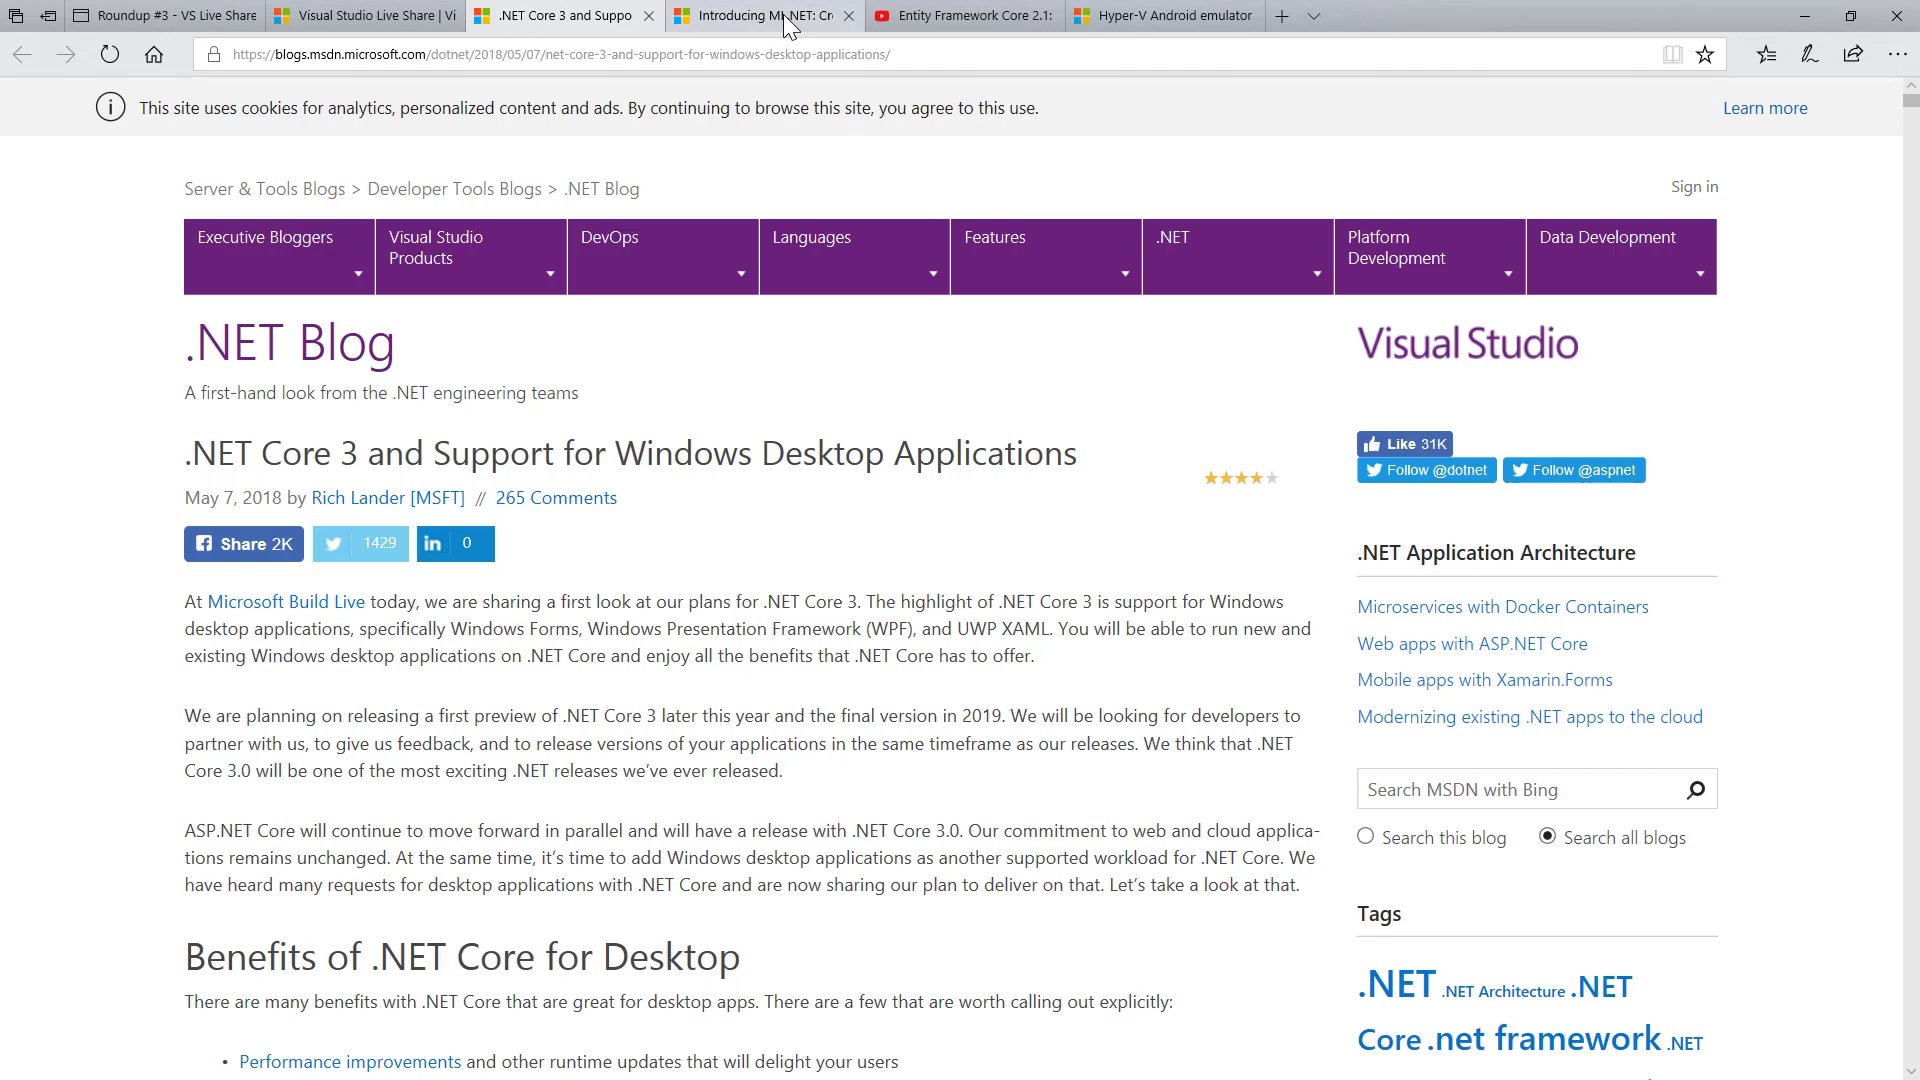 Roundup #3 - VS Live Share
Visual Studio Live Share | Vi
.NET Core 3 and Suppo
Introducing ML.NET: Cr
Entity Framework Core 2.1:
Hyper-V Android emulator
https://blogs.msdn.microsoft.com/dotnet/2018/05/07/net-core-3-and-support-for-windows-desktop-applications/
This site uses cookies for analytics, personalized content and ads. By continuing to browse this site, you agree to this use.
Learn more
Server & Tools Blogs > Developer Tools Blogs > .NET Blog
Sign in
Executive Bloggers
Visual Studio
Products
DevOps
Languages
Features
.NET
Platform
Development
Data Development
.NET Blog
A first-hand look from the .NET engineering teams
Visual Studio
.NET Core 3 and Support for Windows Desktop Applications
May 7, 2018 by Rich Lander [MSFT] // 265 Comments
Share 2K
1429
in 0
Like 31K
Follow @dotnet
Follow @aspnet
At Microsoft Build Live today, we are sharing a first look at our plans for .NET Core 3. The highlight of .NET Core 3 is support for Windows
desktop applications, specifically Windows Forms, Windows Presentation Framework (WPF), and UWP XAML. You will be able to run new and
existing Windows desktop applications on .NET Core and enjoy all the benefits that .NET Core has to offer.
We are planning on releasing a first preview of .NET Core 3 later this year and the final version in 2019. We will be looking for developers to
partner with us, to give us feedback, and to release versions of your applications in the same timeframe as our releases. We think that .NET
Core 3.0 will be one of the most exciting .NET releases we've ever released.
ASP.NET Core will continue to move forward in parallel and will have a release with .NET Core 3.0. Our commitment to web and cloud applica-
tions remains unchanged. At the same time, it's time to add Windows desktop applications as another supported workload for .NET Core. We
have heard many requests for desktop applications with .NET Core and are now sharing our plan to deliver on that. Let's take a look at that.
Benefits of .NET Core for Desktop
There are many benefits with .NET Core that are great for desktop apps. There are a few that are worth calling out explicitly:
• Performance improvements and other runtime updates that will delight your users
.NET Application Architecture
Microservices with Docker Containers
Web apps with ASP.NET Core
Mobile apps with Xamarin.Forms
Modernizing existing .NET apps to the cloud
Search MSDN with Bing
Search this blog
Search all blogs
Tags
.NET .NET Architecture .NET
Core .net framework .NET